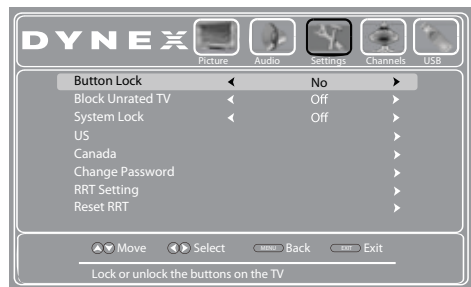 DYNEX
Picture Audio Settings Channels USB
Button Lock No
Block Unrated TV Off
System Lock Off
US
Canada
Change Password
RRT Setting
Reset RRT
Move Select MENU Back EXIT Exit
Lock or unlock the buttons on the TV